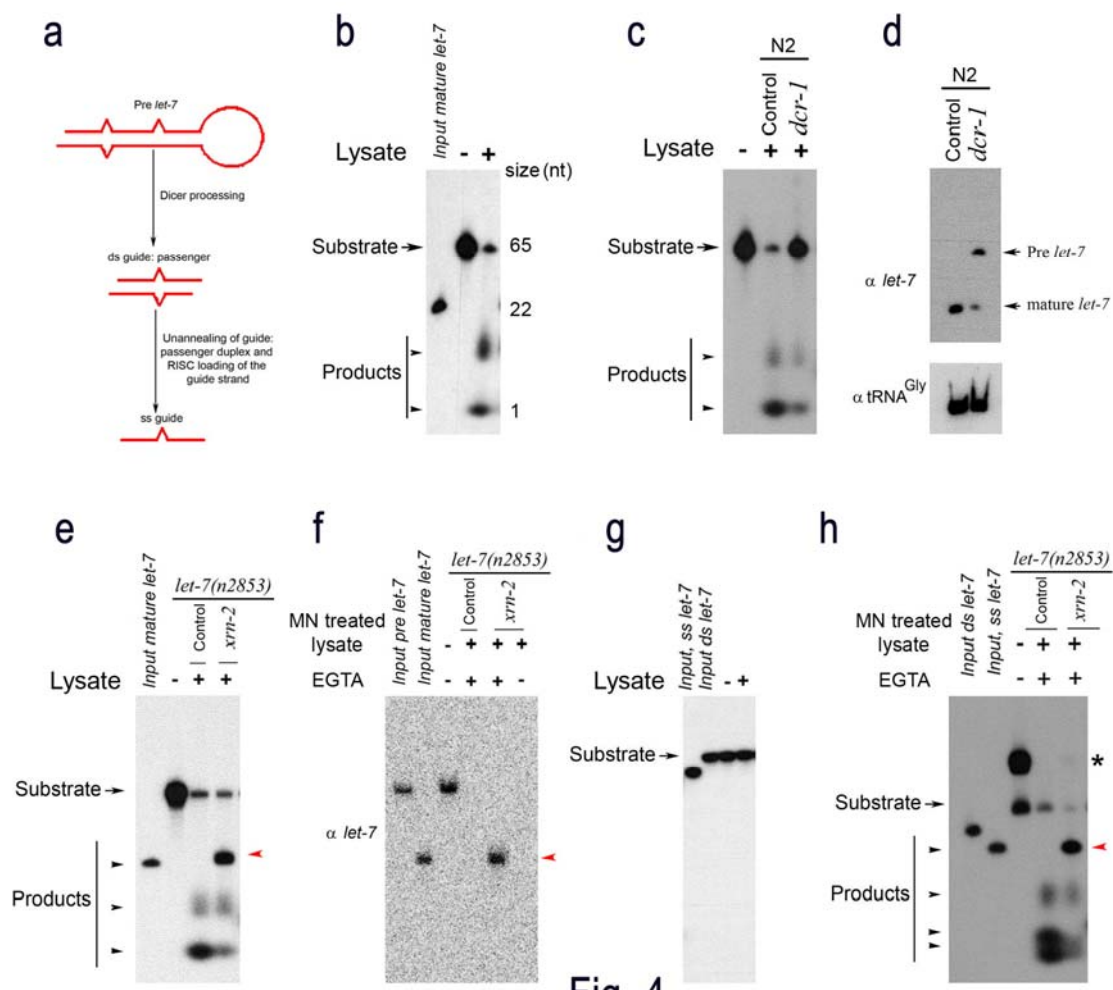 a
Pre let-7
Dicer processing
ds guide: passenger
Unannealing of guide:
passenger duplex and
RISC loading of the
guide strand
ss guide
b
Input mature let-7
Lysate - +
size (nt)
Substrate
65
22
Products
1
c
N2
Control
dcr-1
Lysate - + +
Substrate
Products
d
N2
Control
dcr-1
α let-7
Pre let-7
mature let-7
α tRNAGly
e
Input mature let-7
let-7(n2853)
Control
xrn-2
Lysate - + +
Substrate
Products
f
Input pre let-7
Input mature let-7
let-7(n2853)
Control
xrn-2
MN treated
lysate - + + +
EGTA - + + -
α let-7
g
Input, ss let-7
Input ds let-7
Lysate - +
Substrate
h
Input ds let-7
Input, ss let-7
let-7(n2853)
Control
xrn-2
MN treated
lysate - + +
EGTA - + +
*
Substrate
Products